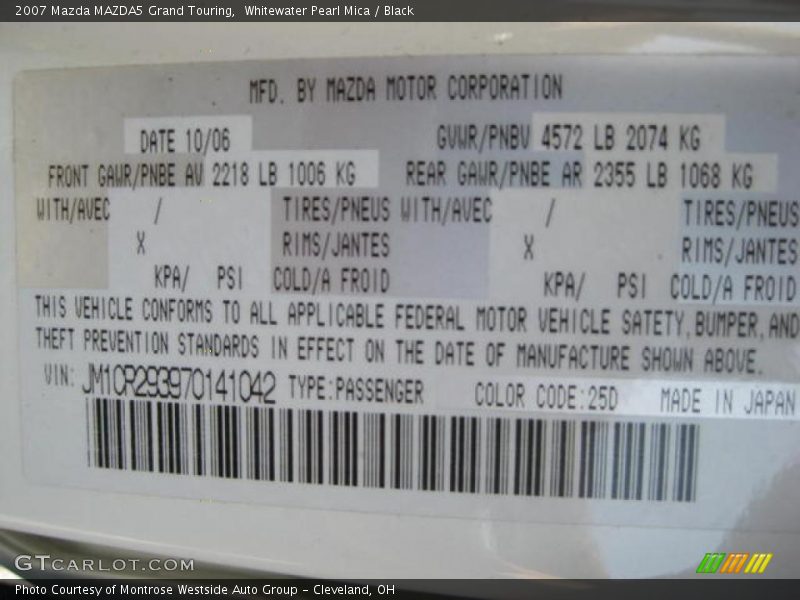 2007 Mazda MAZDA5 Grand Touring, Whitewater Pearl Mica / Black
MFD. BY MAZDA MOTOR CORPORATION
DATE 10/06 GVWR/PNBV 4572 LB 2074 KG
FRONT GAWR/PNBE AV 2218 LB 1006 KG REAR GAWR/PNBE AR 2355 LB 1068 KG
WITH/AVEC / TIRES/PNEUS WITH/AVEC / TIRES/PNEUS
X RIMS/JANTES X RIMS/JANTES
KPA/ PSI COLD/A FROID KPA/ PSI COLD/A FROID
THIS VEHICLE CONFORMS TO ALL APPLICABLE FEDERAL MOTOR VEHICLE SAFETY, BUMPER, AND
THEFT PREVENTION STANDARDS IN EFFECT ON THE DATE OF MANUFACTURE SHOWN ABOVE.
VIN: JM1CR293970141042 TYPE:PASSENGER COLOR CODE:25D MADE IN JAPAN
GTCARLOT.COM
Photo Courtesy of Montrose Westside Auto Group - Cleveland, OH